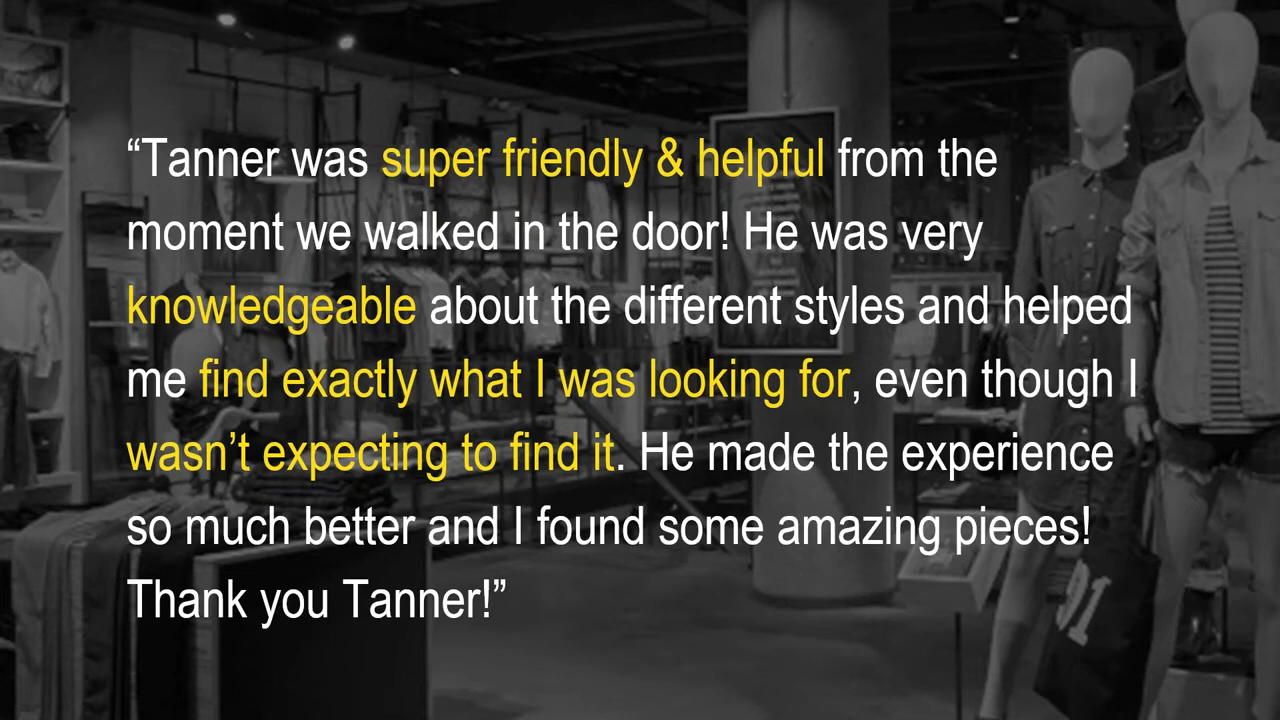 “Tanner was super friendly & helpful from the
moment we walked in the door! He was very
knowledgeable about the different styles and helped
me find exactly what I was looking for, even though I
wasn’t expecting to find it. He made the experience
so much better and I found some amazing pieces!
Thank you Tanner!”
91